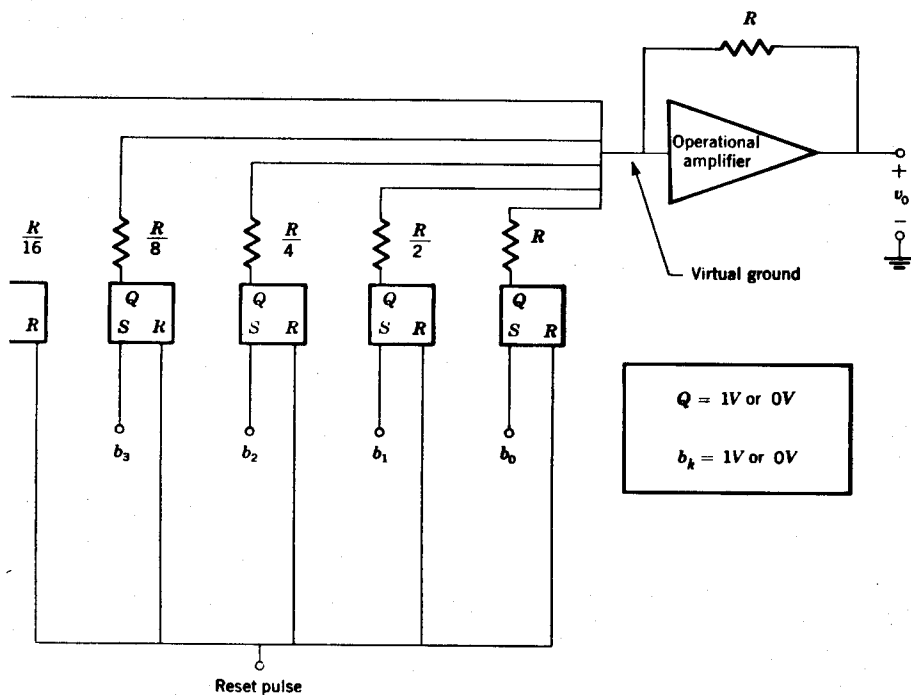 R
Operational
amplifier
+
v₀
−
R/16
R/8
R/4
R/2
R
Virtual ground
R
Q
S R
Q
S R
Q
S R
Q
S R
Q = 1V or 0V
bₖ = 1V or 0V
b₃
b₂
b₁
b₀
Reset pulse